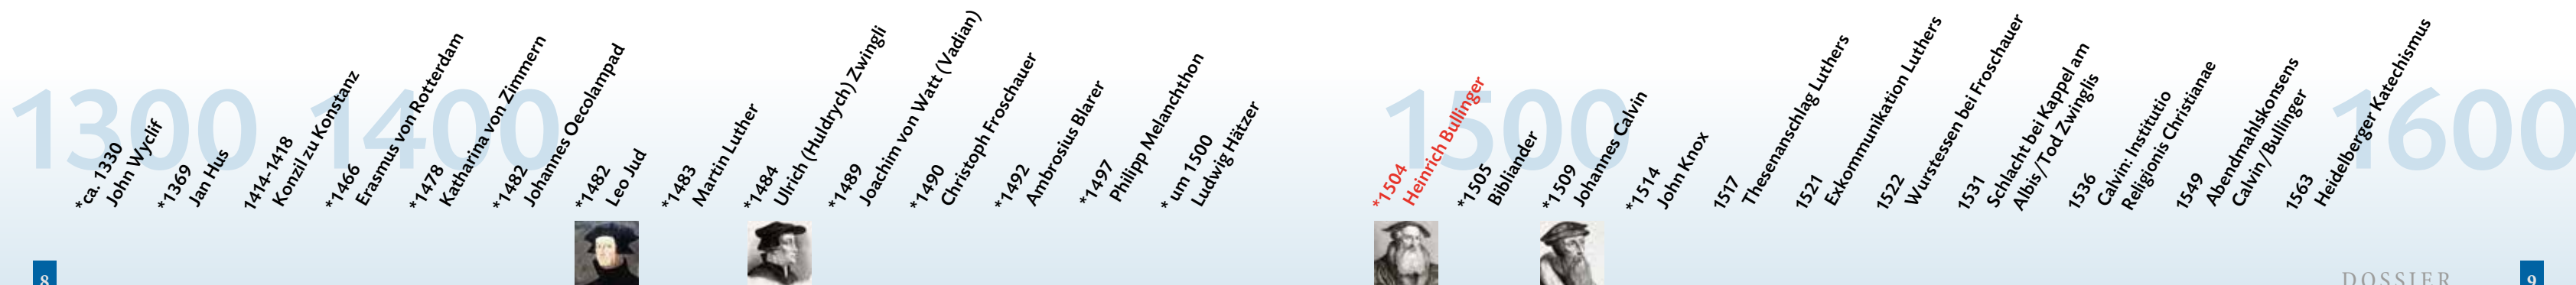 1300
1400
1500
1600
*ca. 1330
John Wyclif
*1369
Jan Hus
1414-1418
Konzil zu Konstanz
*1466
Erasmus von Rotterdam
*1478
Katharina von Zimmern
*1482
Johannes Oecolampad
*1482
Leo Jud
*1483
Martin Luther
*1484
Ulrich (Huldrych) Zwingli
*1489
Joachim von Watt (Vadian)
*1490
Christoph Froschauer
*1492
Ambrosius Blarer
*1497
Philipp Melanchthon
* um 1500
Ludwig Hätzer
*1504
Heinrich Bullinger
*1505
Bibliander
*1509
Johannes Calvin
*1514
John Knox
1517
Thesenanschlag Luthers
1521
Exkommunikation Luthers
1522
Wurstessen bei Froschauer
1531
Schlacht bei Kappel am
Albis/Tod Zwinglis
1536
Calvin: Institutio
Religionis Christianae
1549
Abendmahlskonsens
Calvin/Bullinger
1563
Heidelberger Katechismus
8
DOSSIER
9